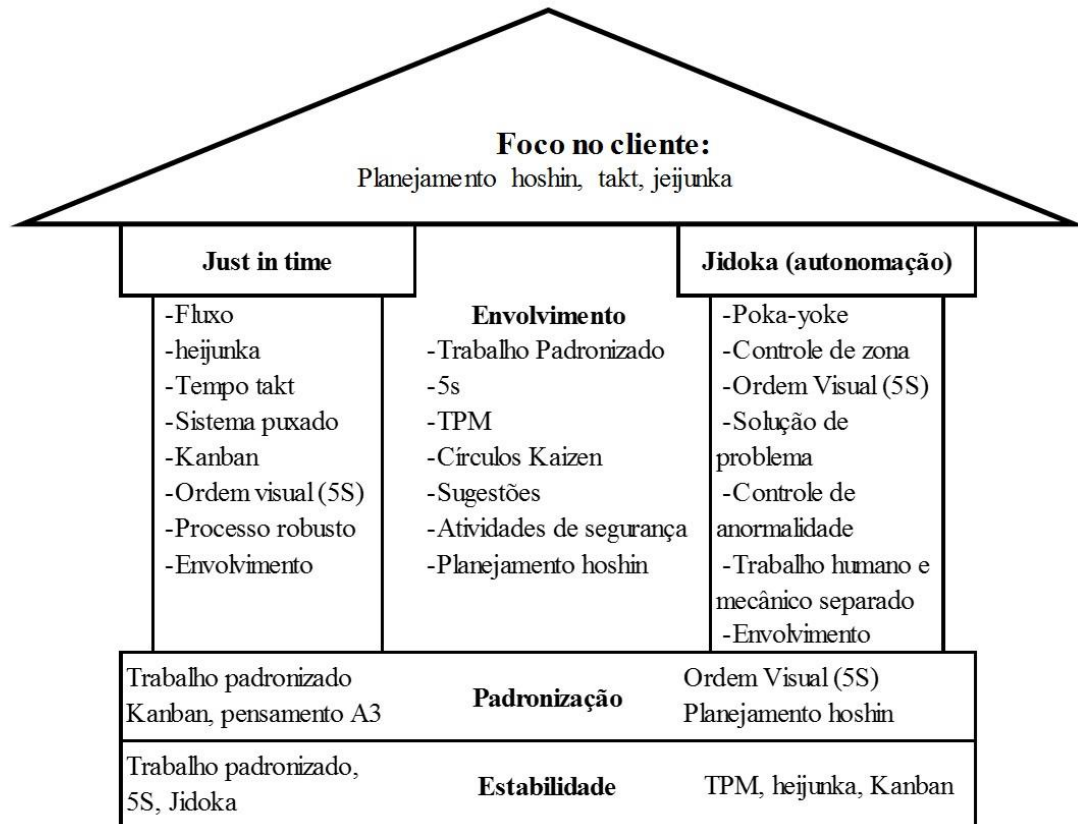 Foco no cliente:
Planejamento hoshin, takt, jeijunka
Just in time
-Fluxo
-heijunka
-Tempo takt
-Sistema puxado
-Kanban
-Ordem visual (5S)
-Processo robusto
-Envolvimento
Envolvimento
-Trabalho Padronizado
-5s
-TPM
-Círculos Kaizen
-Sugestões
-Atividades de segurança
-Planejamento hoshin
Jidoka (autonomação)
-Poka-yoke
-Controle de zona
-Ordem Visual (5S)
-Solução de
problema
-Controle de
anormalidade
-Trabalho humano e
mecânico separado
-Envolvimento
Trabalho padronizado
Kanban, pensamento A3
Padronização
Ordem Visual (5S)
Planejamento hoshin
Trabalho padronizado,
5S, Jidoka
Estabilidade
TPM, heijunka, Kanban